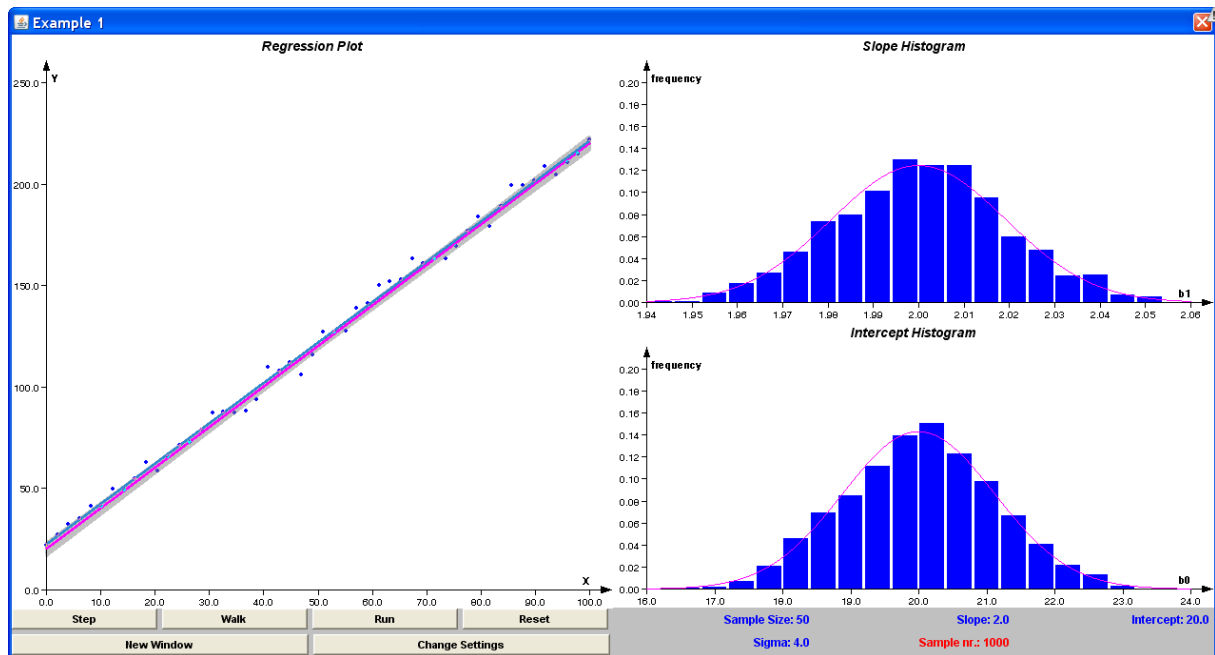 Example 1
Regression Plot
Y
250.0
200.0
150.0
100.0
50.0
0.0
X
0.0 10.0 20.0 30.0 40.0 50.0 60.0 70.0 80.0 90.0 100.0
Slope Histogram
frequency
0.20
0.18
0.16
0.14
0.12
0.10
0.08
0.06
0.04
0.02
0.00
b1
1.94 1.95 1.96 1.97 1.98 1.99 2.00 2.01 2.02 2.03 2.04 2.05 2.06
Intercept Histogram
frequency
0.20
0.18
0.16
0.14
0.12
0.10
0.08
0.06
0.04
0.02
0.00
b0
16.0 17.0 18.0 19.0 20.0 21.0 22.0 23.0 24.0
Step Walk Run Reset
New Window Change Settings
Sample Size: 50 Slope: 2.0 Intercept: 20.0
Sigma: 4.0 Sample nr.: 1000